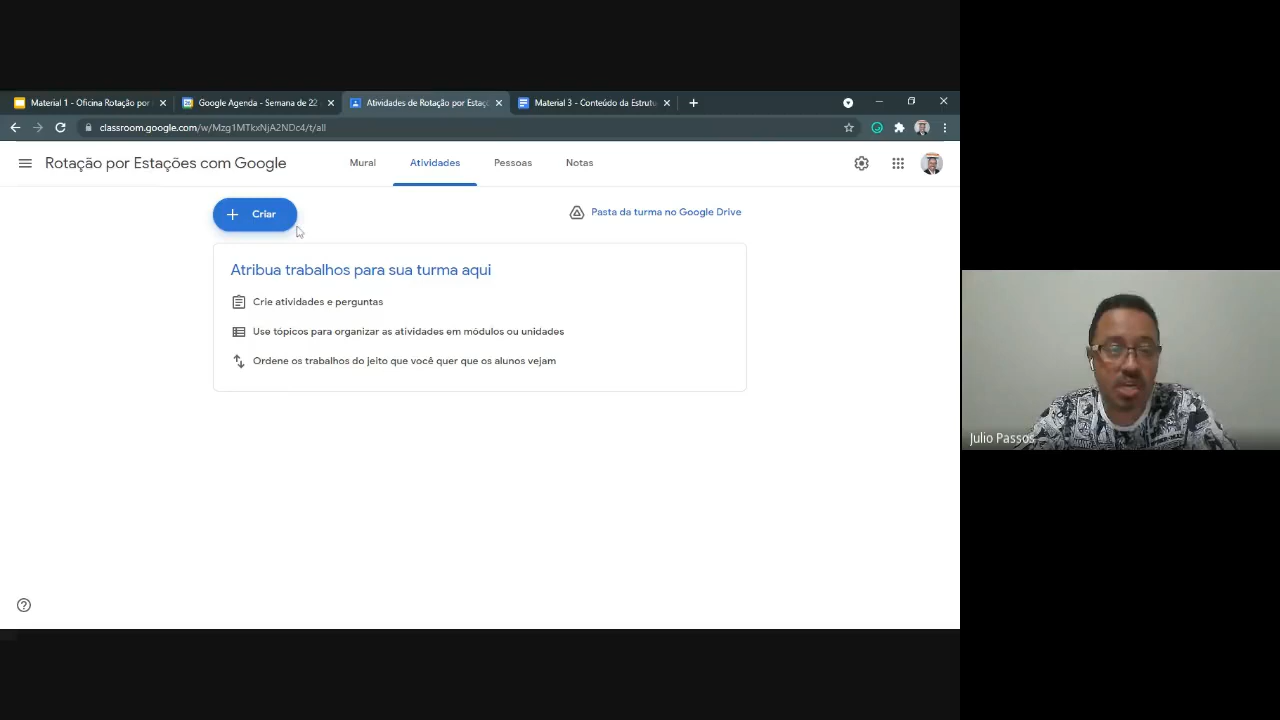 Material 1 - Oficina Rotação por
Google Agenda - Semana de 22
Atividades de Rotação por Estaçõ
Material 3 - Conteúdo da Estrutu
classroom.google.com/w/Mzg1MTkxNjA2NDc4/t/all
Rotação por Estações com Google
Mural
Atividades
Pessoas
Notas
Criar
Pasta da turma no Google Drive
Atribua trabalhos para sua turma aqui
Crie atividades e perguntas
Use tópicos para organizar as atividades em módulos ou unidades
Ordene os trabalhos do jeito que você quer que os alunos vejam
Julio Passos